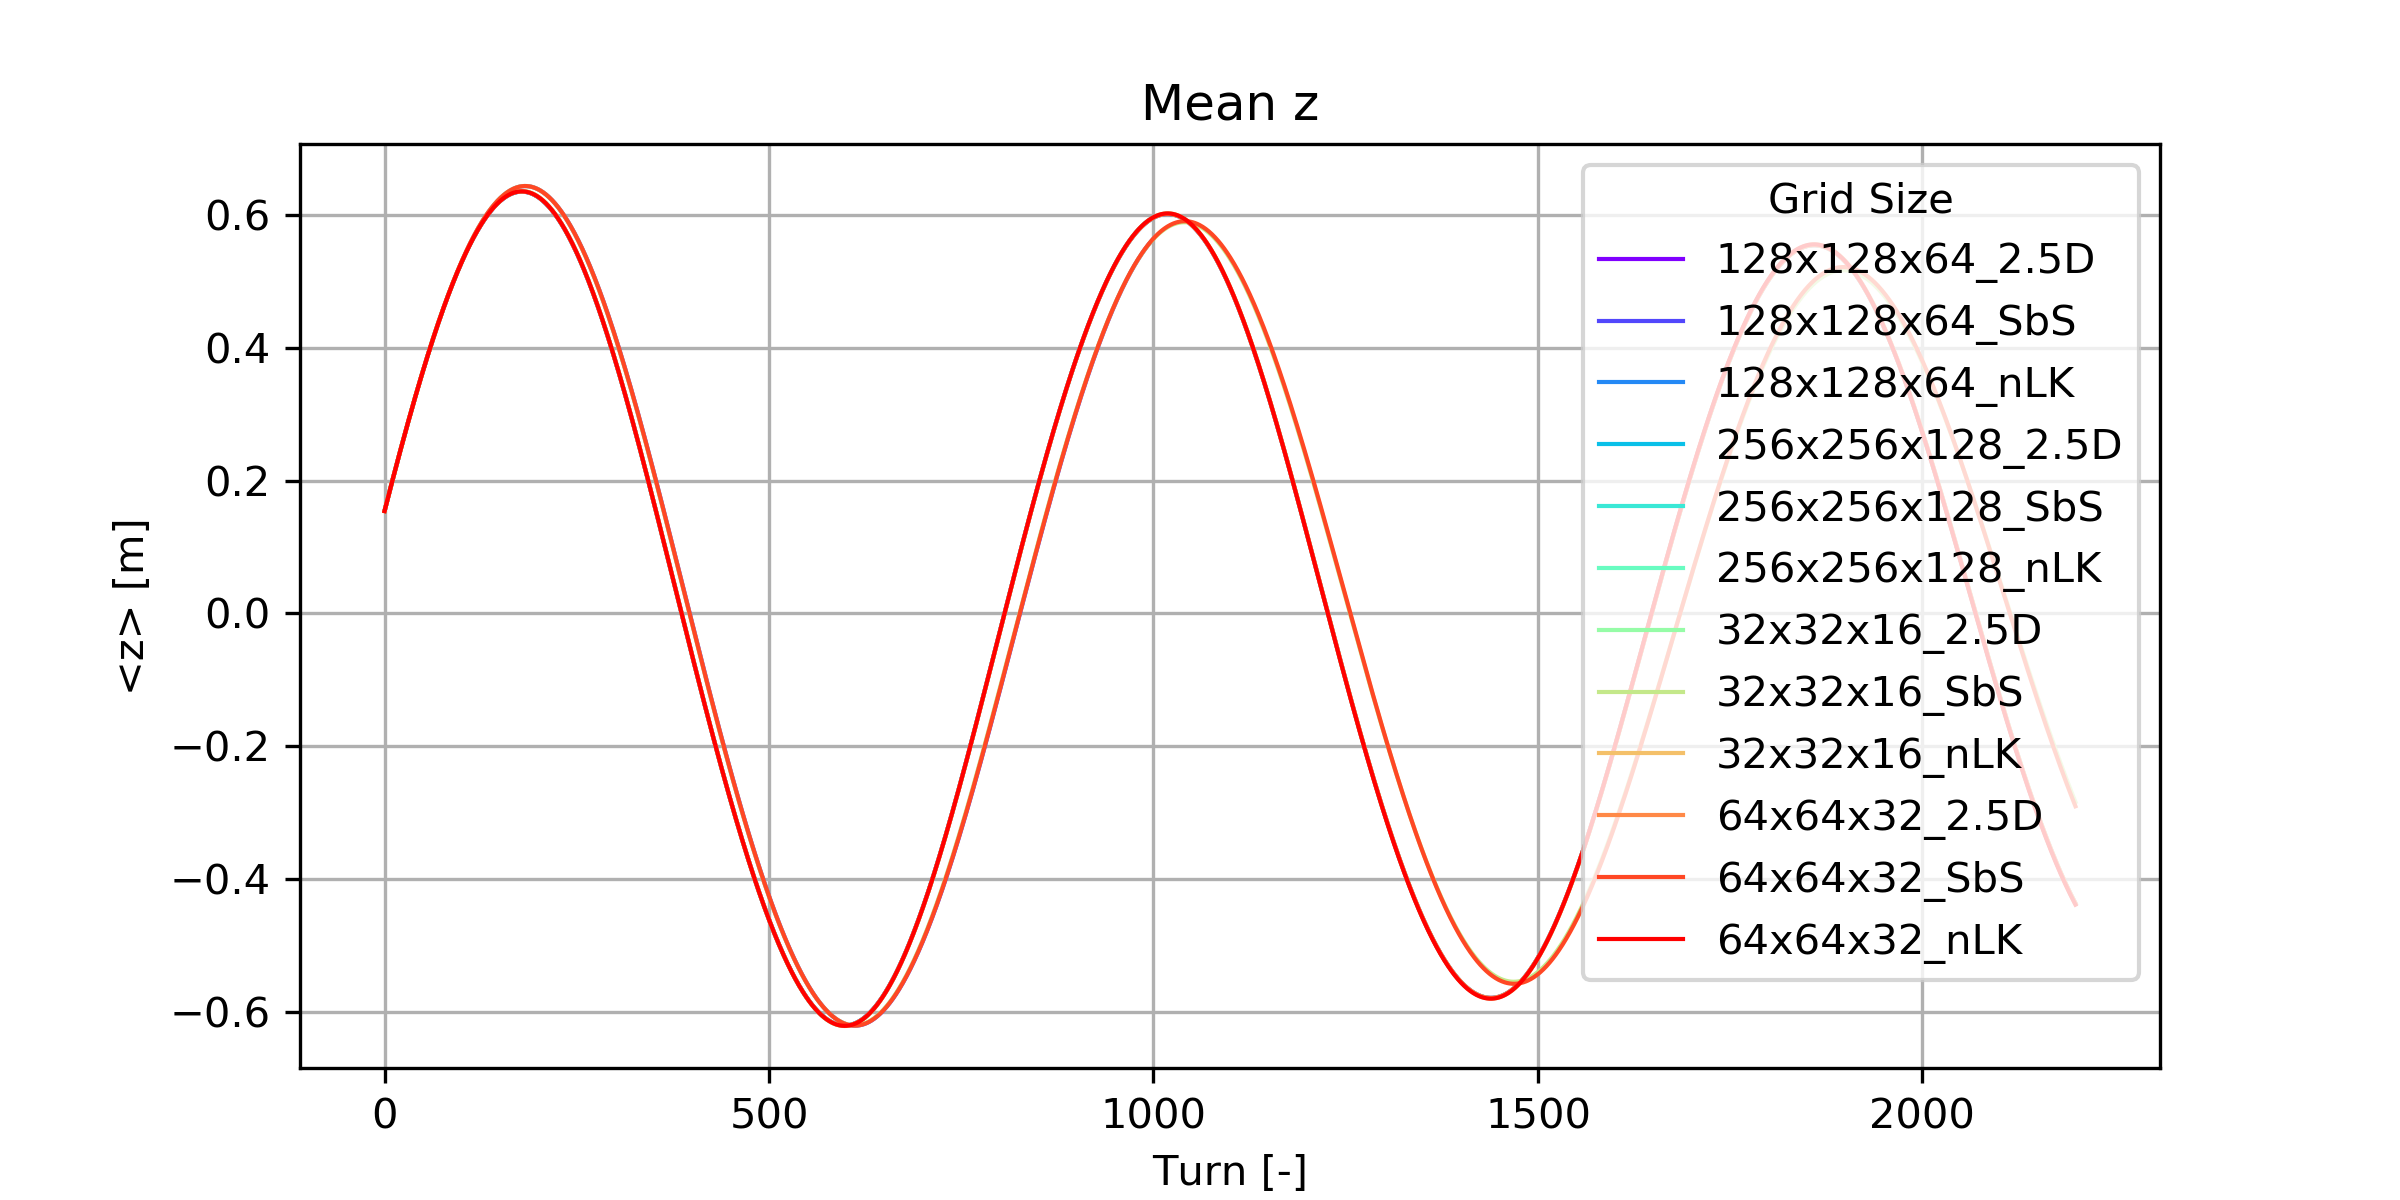 Mean z
Grid Size
128x128x64_2.5D
128x128x64_SbS
128x128x64_nLK
256x256x128_2.5D
256x256x128_SbS
256x256x128_nLK
32x32x16_2.5D
32x32x16_SbS
32x32x16_nLK
64x64x32_2.5D
64x64x32_SbS
64x64x32_nLK
<z> [m]
0.6
0.4
0.2
0.0
−0.2
−0.4
−0.6
0 500 1000 1500 2000
Turn [-]